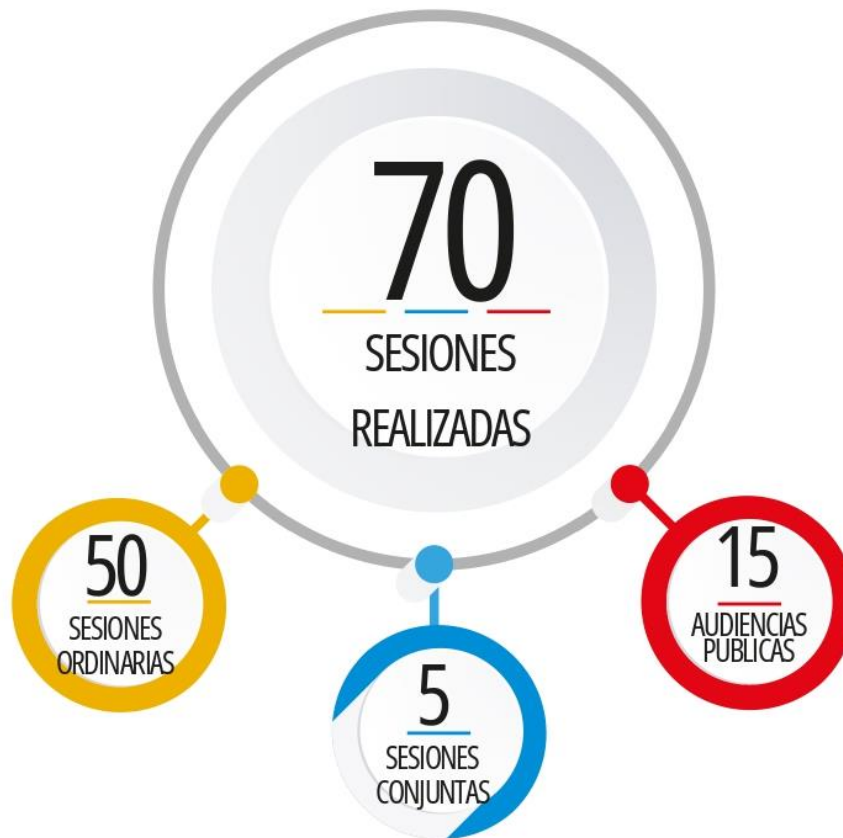 70
SESIONES
REALIZADAS
50
SESIONES
ORDINARIAS
5
SESIONES
CONJUNTAS
15
AUDIENCIAS
PUBLICAS